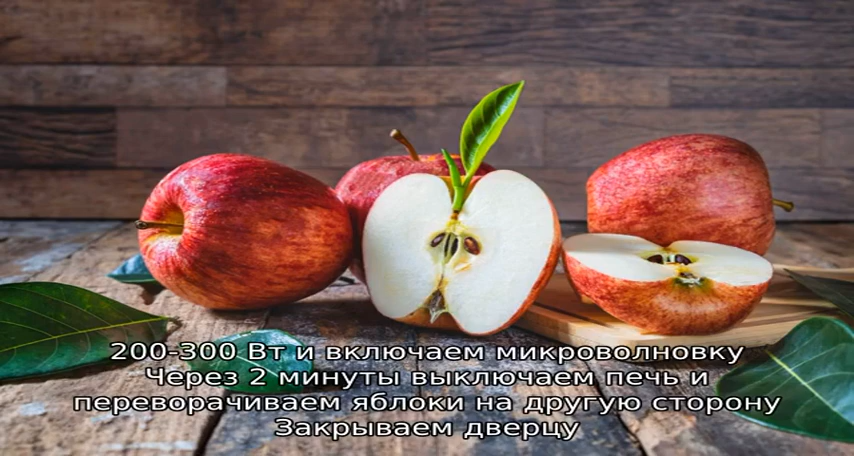 200-300 Вт и включаем микроволновку
Через 2 минуты выключаем печь и
переворачиваем яблоки на другую сторону
Закрываем дверцу